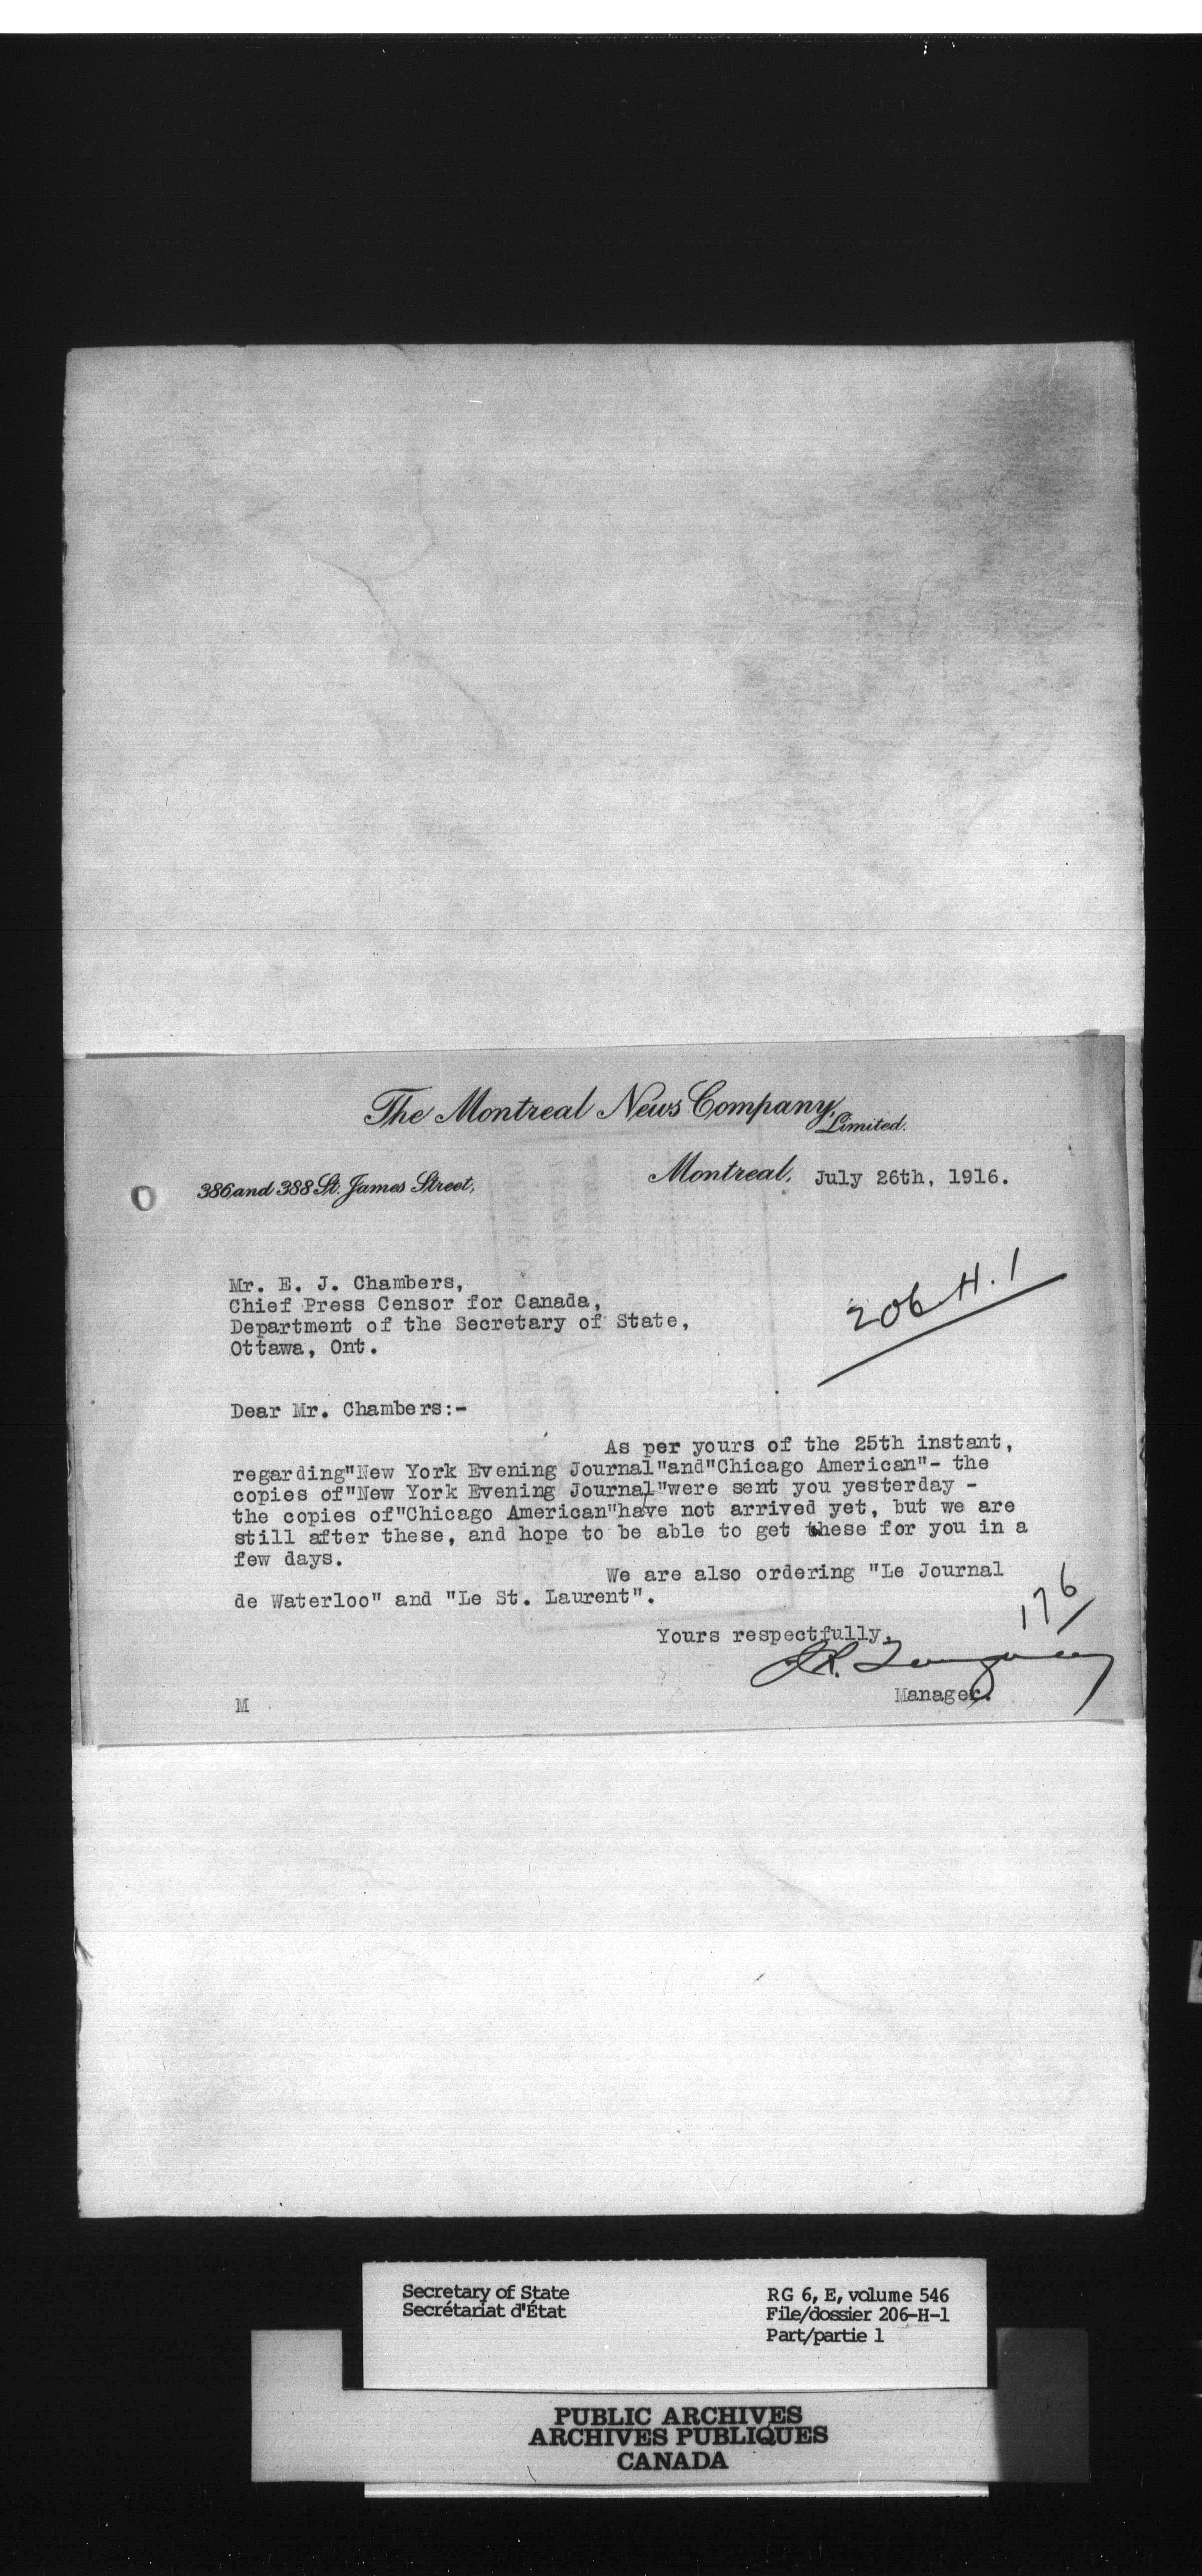 The Montreal News Company, Limited.
386 and 388 St. James Street,
Montreal, July 26th, 1916.
206-H.1
Mr. E. J. Chambers,
Chief Press Censor for Canada,
Department of the Secretary of State,
Ottawa, Ont.
Dear Mr. Chambers:-
As per yours of the 25th instant,
regarding"New York Evening Journal"and"Chicago American"- the
copies of"New York Evening Journal"were sent you yesterday -
the copies of"Chicago American"have not arrived yet, but we are
still after these, and hope to be able to get these for you in a
few days.
We are also ordering "Le Journal
de Waterloo" and "Le St. Laurent".
176
Yours respectfully,
Manager.
M
Secretary of State
Secrétariat d'État
RG 6, E, volume 546
File/dossier 206-H-1
Part/partie 1
PUBLIC ARCHIVES
ARCHIVES PUBLIQUES
CANADA